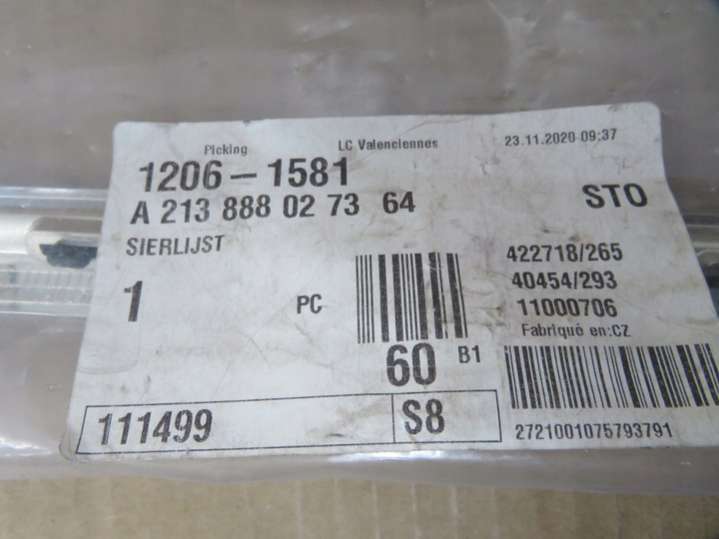 Picking LC Valenciennes 23.11.2020 09:37
1206-1581
A 213 888 02 73 64 STO
SIERLIJST
422718/265
40454/293
1 PC 11000706
Fabriqué en:CZ
60 B1
111499 S8
2721001075793791